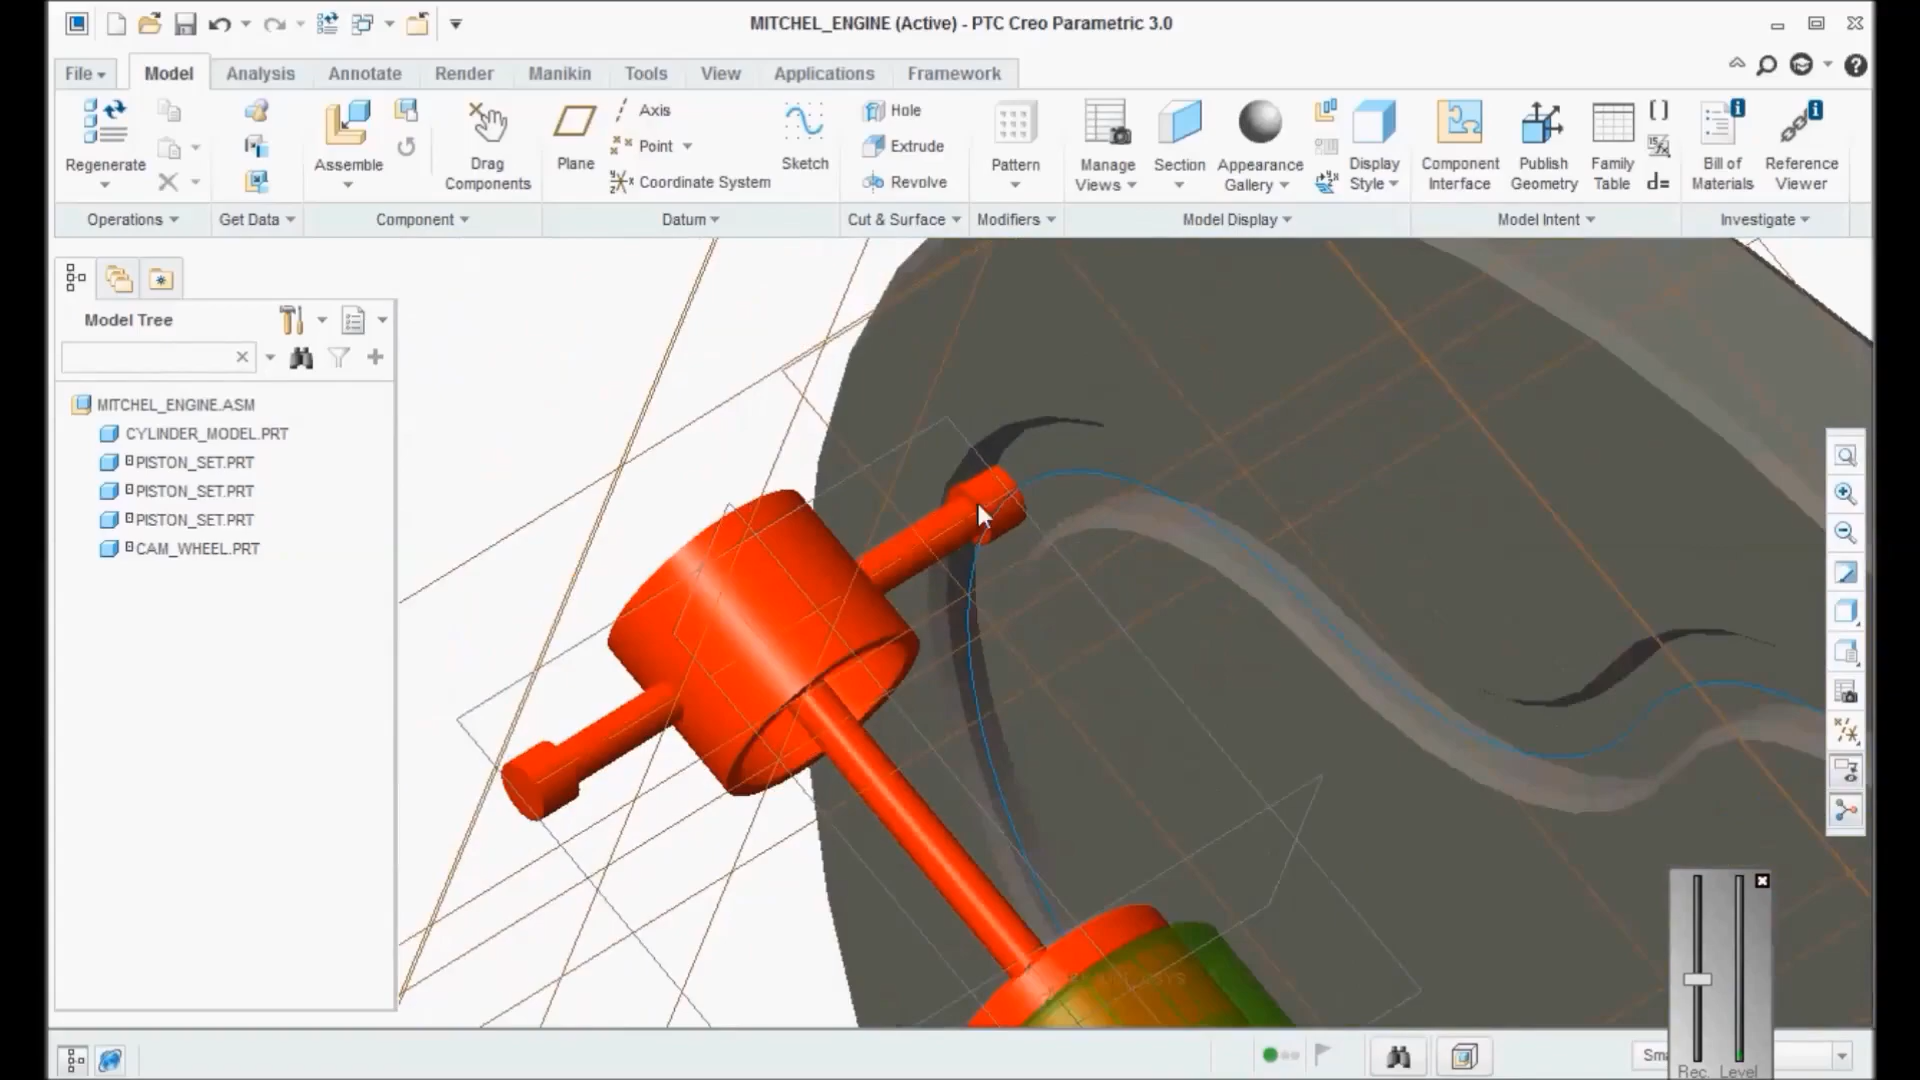 MITCHEL_ENGINE (Active) - PTC Creo Parametric 3.0
File Model Analysis Annotate Render Manikin Tools View Applications Framework
Regenerate
Assemble
Drag Components
Plane
Axis
Point
Coordinate System
Sketch
Hole
Extrude
Revolve
Pattern
Manage Views
Section
Appearance Gallery
Display Style
Component Interface
Publish Geometry
Family Table
d=
Bill of Materials
Reference Viewer
Operations Get Data Component Datum Cut & Surface Modifiers Model Display Model Intent Investigate
Model Tree
MITCHEL_ENGINE.ASM
CYLINDER_MODEL.PRT
PISTON_SET.PRT
PISTON_SET.PRT
PISTON_SET.PRT
CAM_WHEEL.PRT
Rec. Level